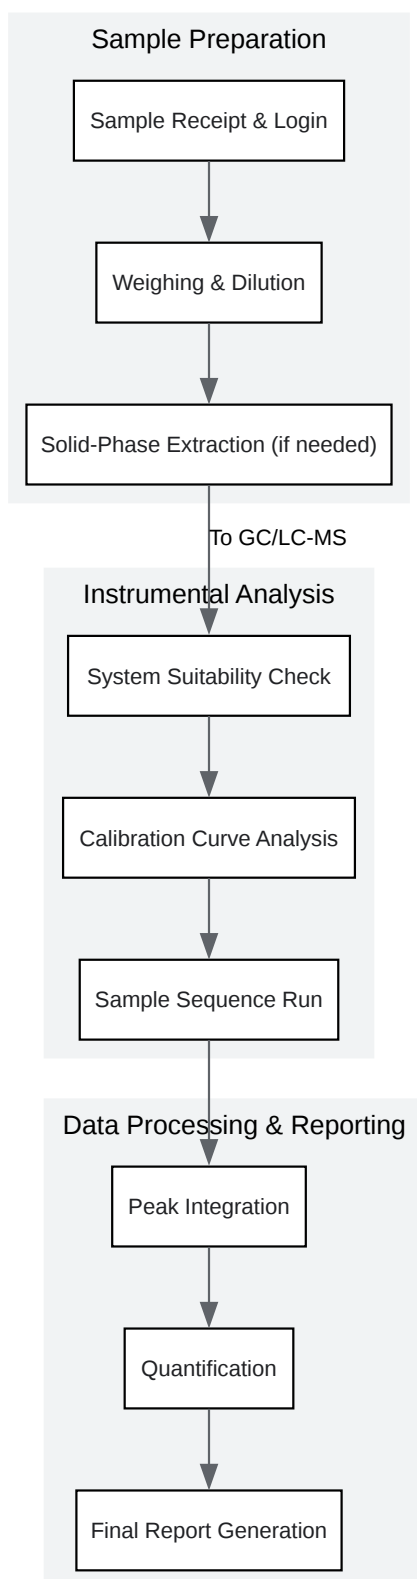 Sample Preparation
Sample Receipt & Login
Weighing & Dilution
Solid-Phase Extraction (if needed)
To GC/LC-MS
Instrumental Analysis
System Suitability Check
Calibration Curve Analysis
Sample Sequence Run
Data Processing & Reporting
Peak Integration
Quantification
Final Report Generation